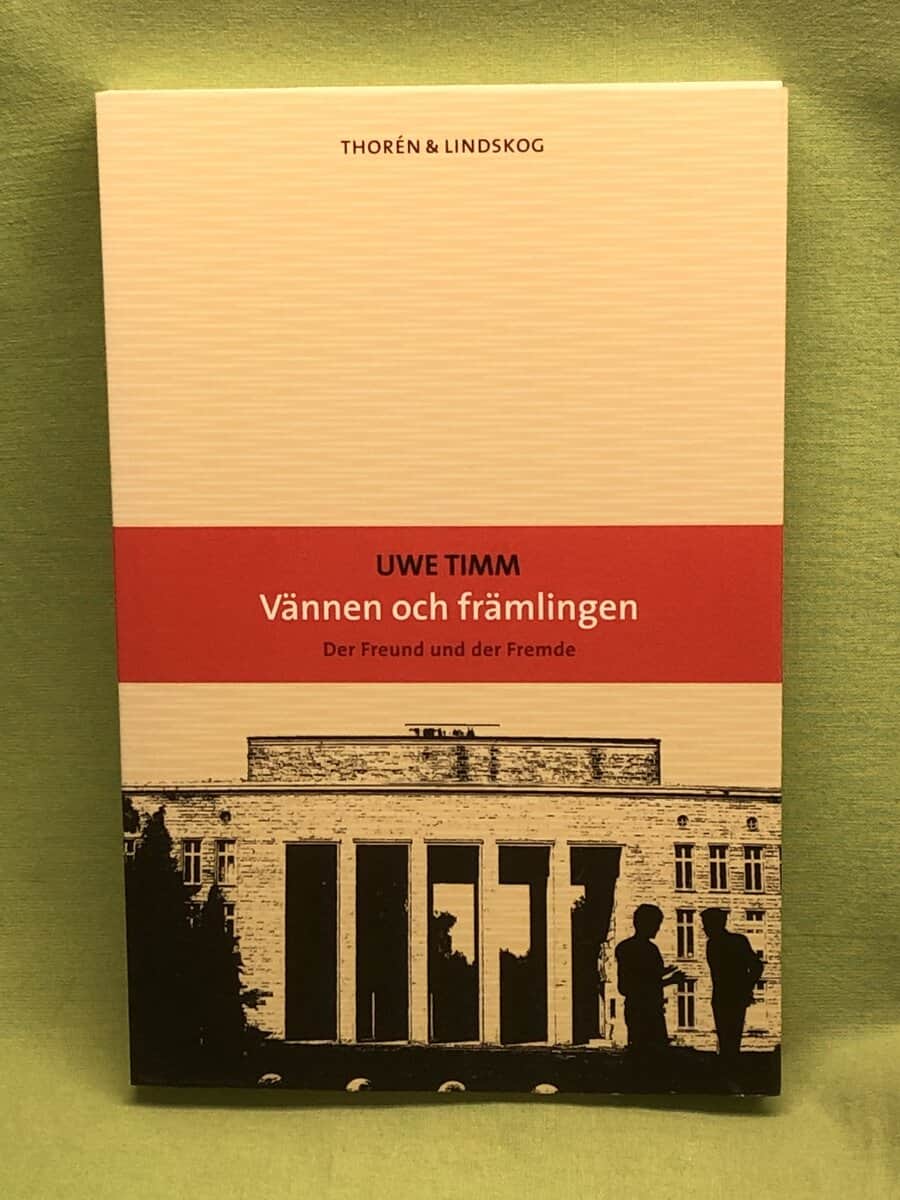 THORÉN & LINDSKOG
UWE TIMM
Vännen och främlingen
Der Freund und der Fremde